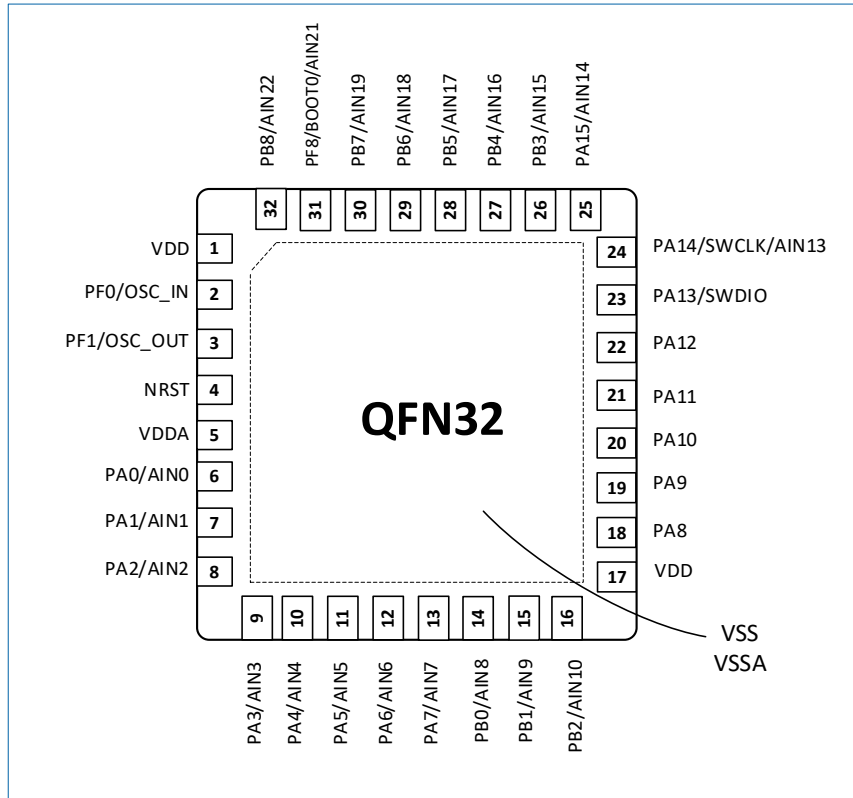 PB8/AIN22
PF8/BOOT0/AIN21
PB7/AIN19
PB6/AIN18
PB5/AIN17
PB4/AIN16
PB3/AIN15
PA15/AIN14
32
31
30
29
28
27
26
25
VDD 1
PF0/OSC_IN 2
PF1/OSC_OUT 3
NRST 4
VDDA 5
PA0/AIN0 6
PA1/AIN1 7
PA2/AIN2 8
QFN32
24 PA14/SWCLK/AIN13
23 PA13/SWDIO
22 PA12
21 PA11
20 PA10
19 PA9
18 PA8
17 VDD
9
10
11
12
13
14
15
16
VSS
VSSA
PA3/AIN3
PA4/AIN4
PA5/AIN5
PA6/AIN6
PA7/AIN7
PB0/AIN8
PB1/AIN9
PB2/AIN10